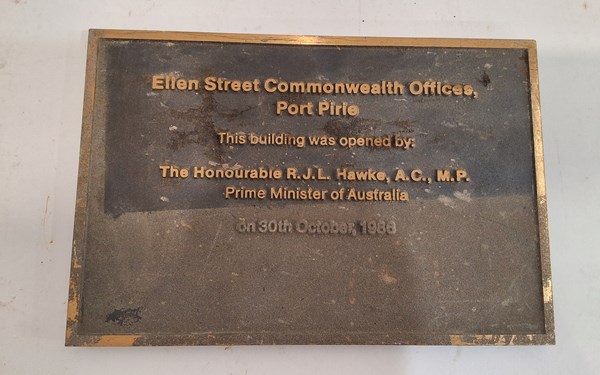 Ellen Street Commonwealth Offices,
Port Pirie
This building was opened by:
The Honourable R.J.L. Hawke, A.C., M.P.
Prime Minister of Australia
on 30th October, 1986